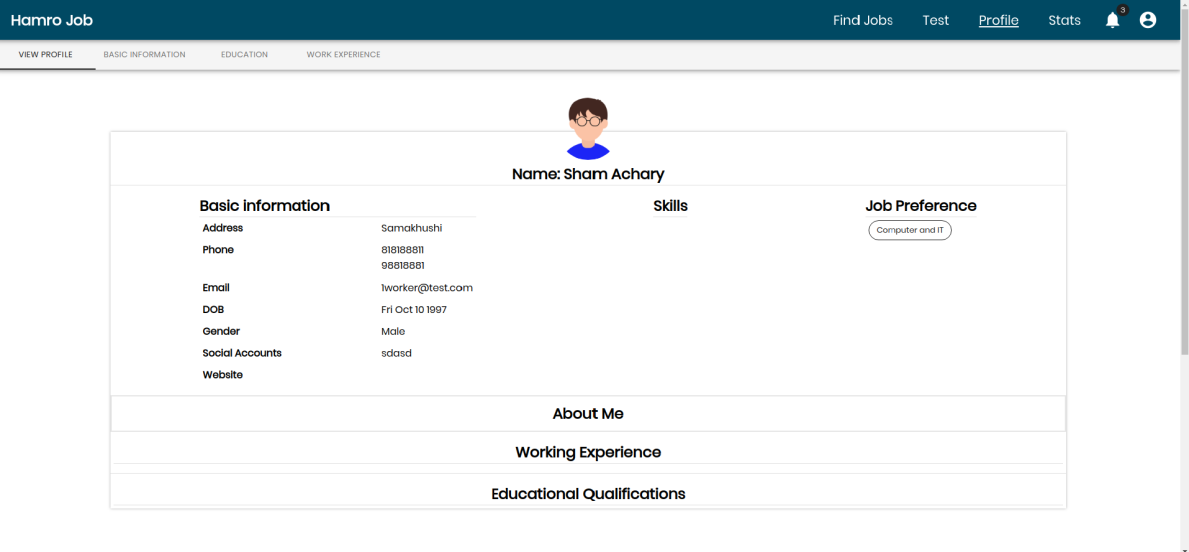 Hamro Job
Find Jobs Test Profile Stats 3
VIEW PROFILE BASIC INFORMATION EDUCATION WORK EXPERIENCE
Name: Sham Achary
Basic information Skills Job Preference
Address Samakhushi Computer and IT
Phone 818188811
98818881
Email 1worker@test.com
DOB Fri Oct 10 1997
Gender Male
Social Accounts sdasd
Website
About Me
Working Experience
Educational Qualifications